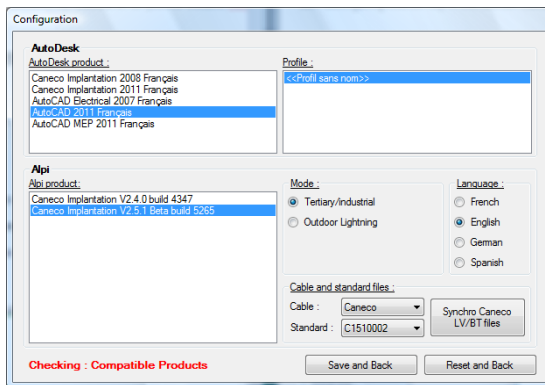 Configuration
AutoDesk
AutoDesk product :
Caneco Implantation 2008 Français
Caneco Implantation 2011 Français
AutoCAD Electrical 2007 Français
AutoCAD 2011 Français
AutoCAD MEP 2011 Français
Profile :
<<Profil sans nom>>
Alpi
Alpi product:
Caneco Implantation V2.4.0 build 4347
Caneco Implantation V2.5.1 Beta build 5265
Mode :
Tertiary/industrial
Outdoor Lightning
Language :
French
English
German
Spanish
Cable and standard files :
Cable : Caneco
Standard : C1510002
Synchro Caneco
LV/BT files
Checking : Compatible Products
Save and Back
Reset and Back